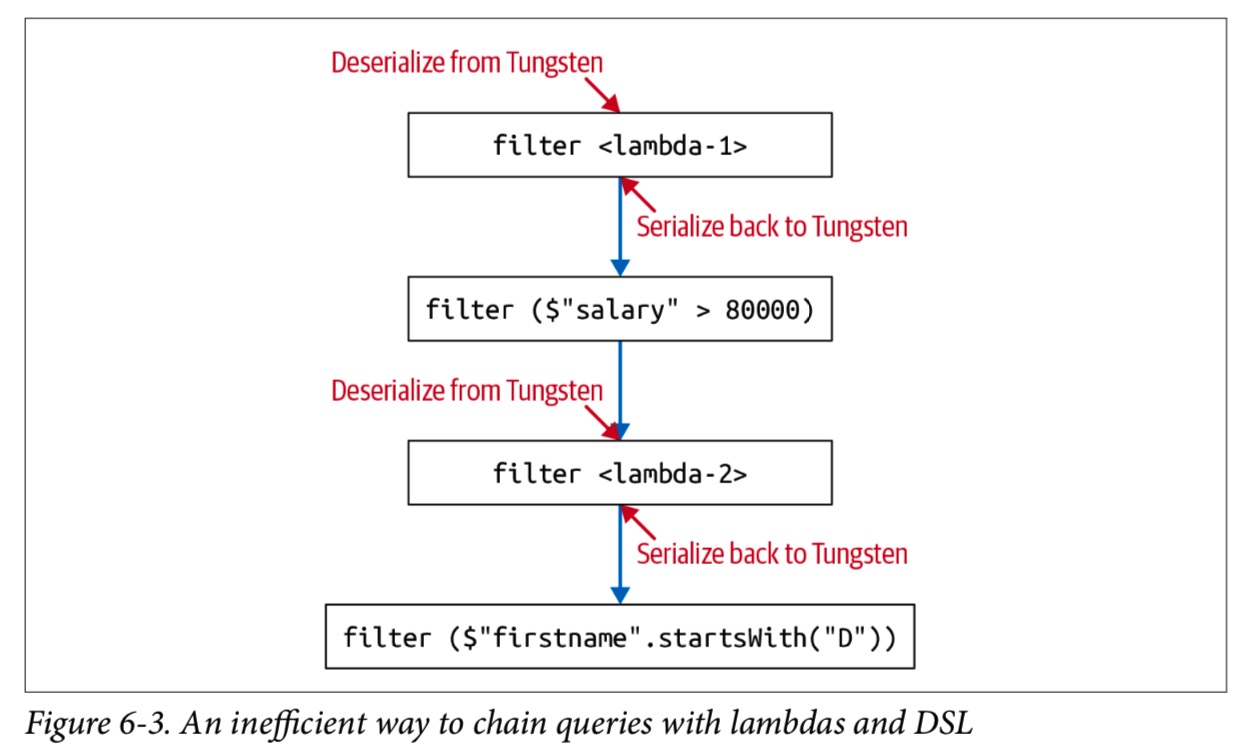 Deserialize from Tungsten
filter <lambda-1>
Serialize back to Tungsten
filter ($"salary" > 80000)
Deserialize from Tungsten
filter <lambda-2>
Serialize back to Tungsten
filter ($"firstname".startsWith("D"))
Figure 6-3. An inefficient way to chain queries with lambdas and DSL